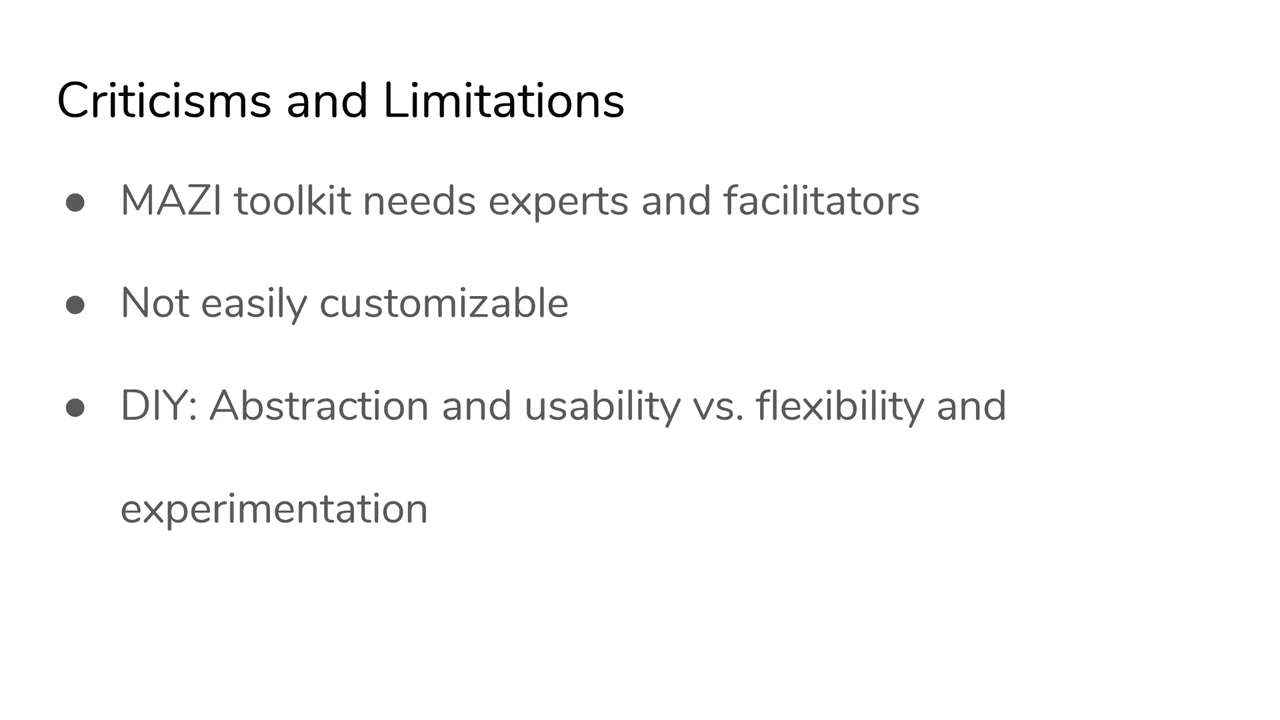 Criticisms and Limitations
● MAZI toolkit needs experts and facilitators
● Not easily customizable
● DIY: Abstraction and usability vs. flexibility and
experimentation